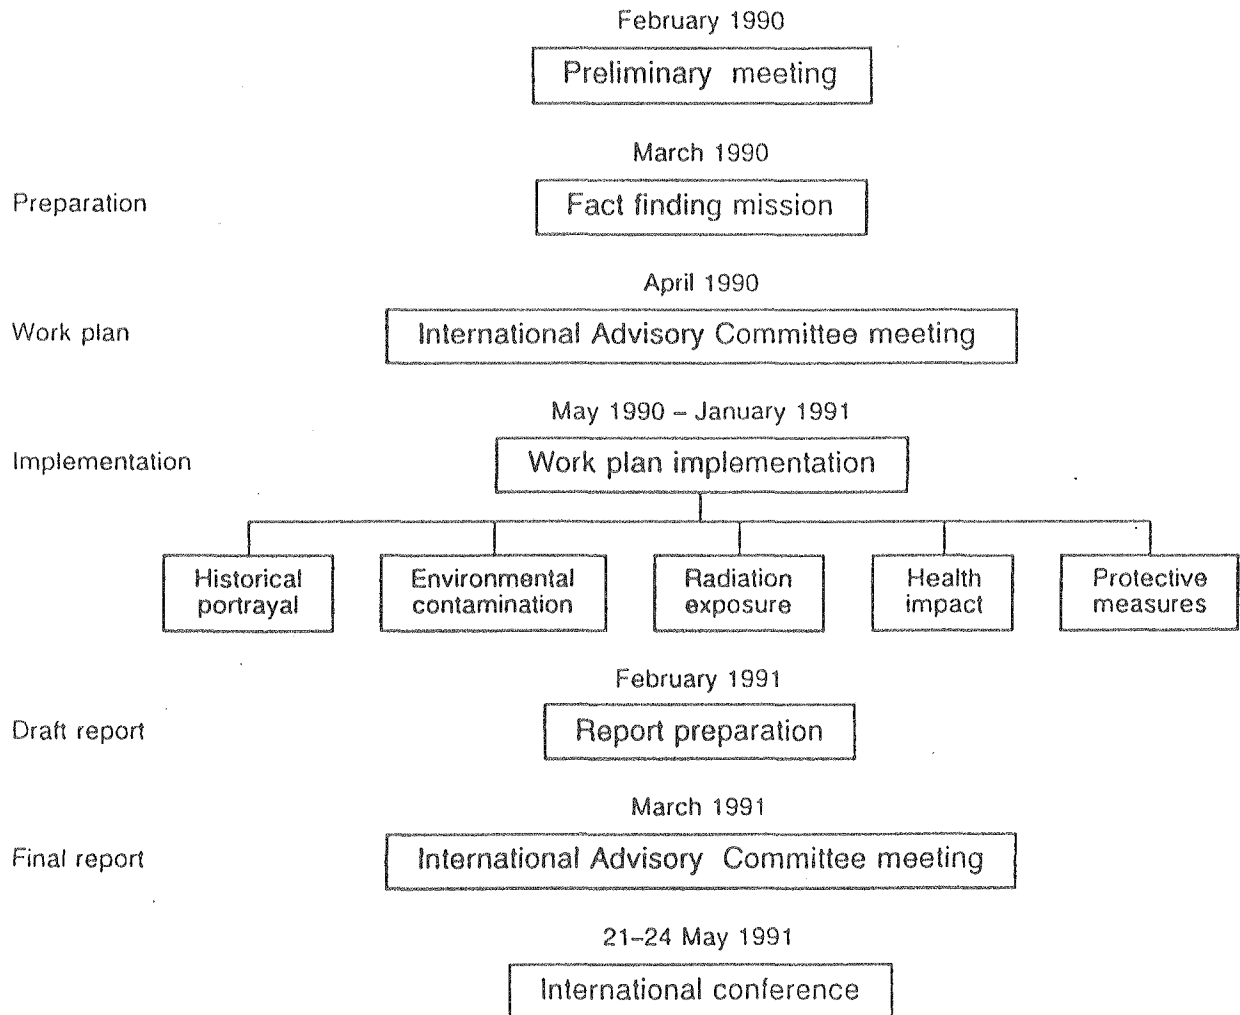 February 1990
Preliminary meeting
March 1990
Preparation
Fact finding mission
April 1990
Work plan
International Advisory Committee meeting
May 1990 – January 1991
Implementation
Work plan implementation
Historical
portrayal
Environmental
contamination
Radiation
exposure
Health
impact
Protective
measures
February 1991
Draft report
Report preparation
March 1991
Final report
International Advisory Committee meeting
21–24 May 1991
International conference